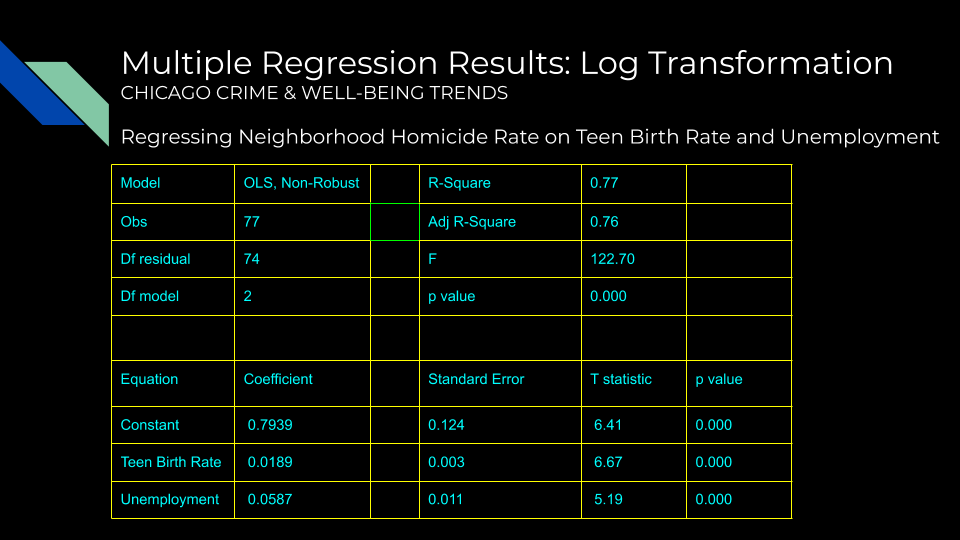 Multiple Regression Results: Log Transformation
CHICAGO CRIME & WELL-BEING TRENDS
Regressing Neighborhood Homicide Rate on Teen Birth Rate and Unemployment
Model OLS, Non-Robust R-Square 0.77
Obs 77 Adj R-Square 0.76
Df residual 74 F 122.70
Df model 2 p value 0.000
Equation Coefficient Standard Error T statistic p value
Constant 0.7939 0.124 6.41 0.000
Teen Birth Rate 0.0189 0.003 6.67 0.000
Unemployment 0.0587 0.011 5.19 0.000